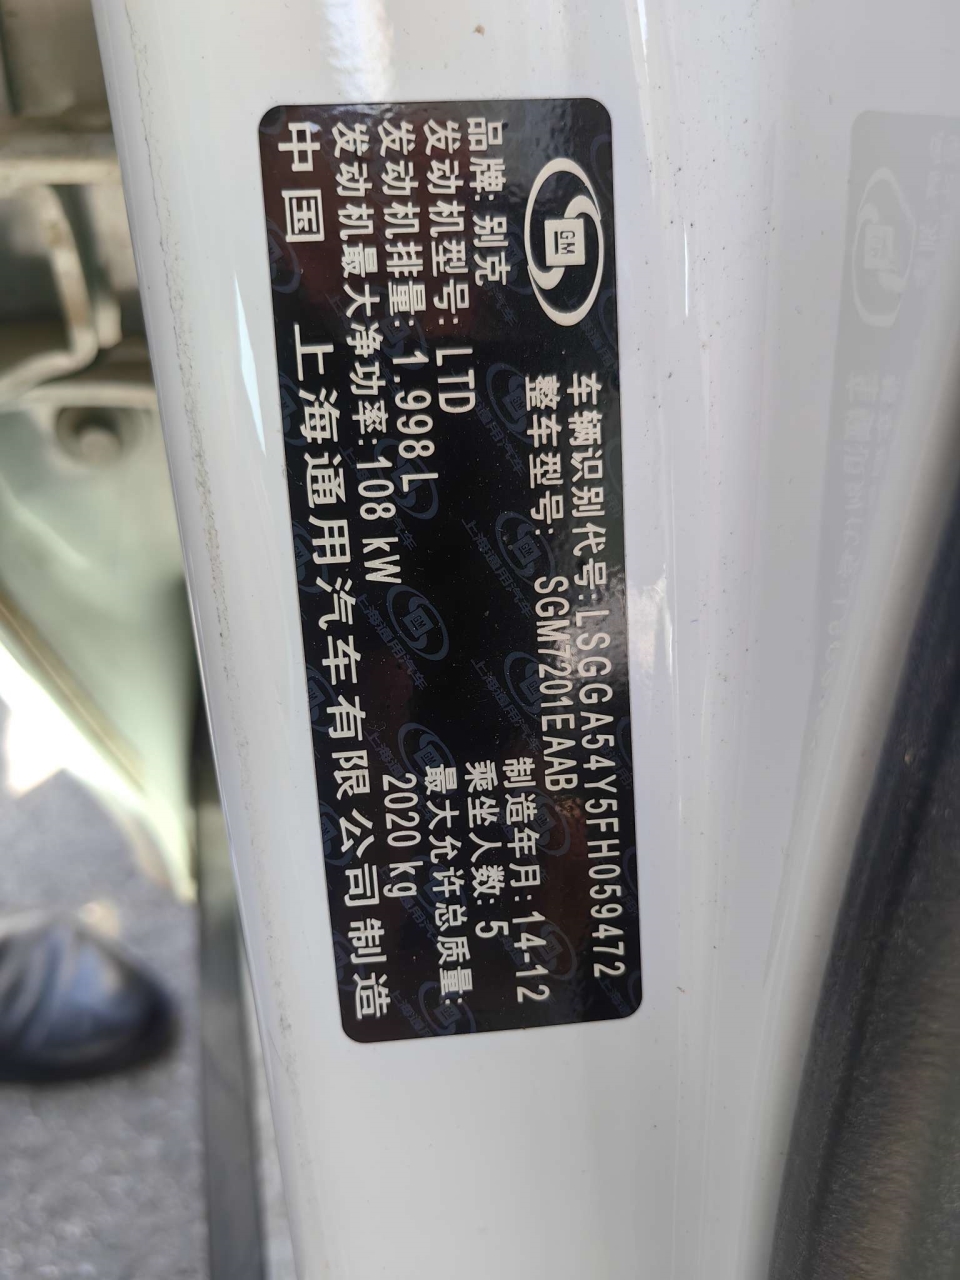 GM
车辆识别代号:LSGGA54Y5FH059472
整车型号: SGM7201EAAB
品牌: 别克
制造年月: 14-12
发动机型号: LTD
乘坐人数: 5
发动机排量: 1.998L
最大允许总质量:
2020 kg
发动机最大净功率: 108 kW
中国 上海通用汽车有限公司制造